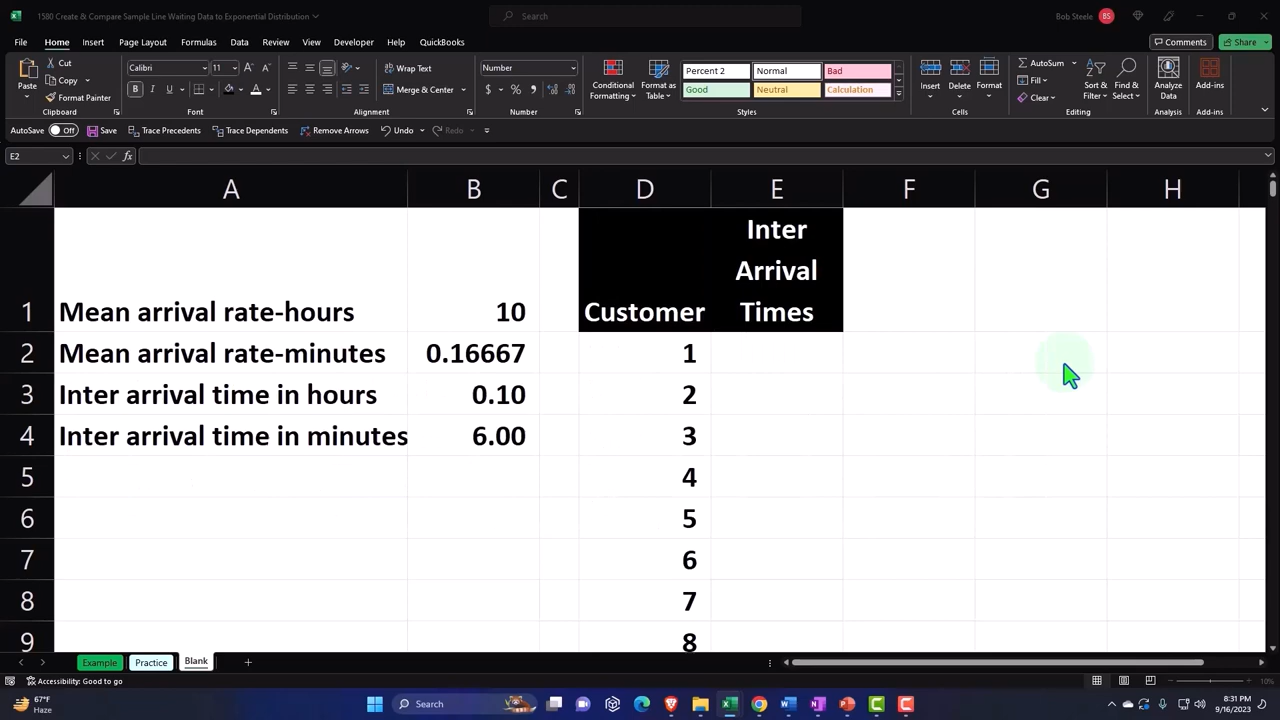 1580 Create & Compare Sample Line Waiting Data to Exponential Distribution
Search
Bob Steele
BS
File
Home
Insert
Page Layout
Formulas
Data
Review
View
Developer
Help
QuickBooks
Comments
Share
Paste
Cut
Copy
Format Painter
Clipboard
Calibri
11
B
I
U
Font
Wrap Text
Merge & Center
Alignment
Number
$
%
Number
Conditional Formatting
Format as Table
Percent 2
Normal
Bad
Good
Neutral
Calculation
Styles
Insert
Delete
Format
Cells
AutoSum
Fill
Clear
Sort & Filter
Find & Select
Editing
Analyze Data
Analysis
Add-ins
Add-ins
AutoSave
Off
Save
Trace Precedents
Trace Dependents
Remove Arrows
Undo
Redo
E2
fx
A B C D E F G H
1 Mean arrival rate-hours 10 Customer Inter Arrival Times
2 Mean arrival rate-minutes 0.16667 1
3 Inter arrival time in hours 0.10 2
4 Inter arrival time in minutes 6.00 3
5 4
6 5
7 6
8 7
9 8
Example
Practice
Blank
Accessibility: Good to go
10%
67°F
Haze
Search
8:31 PM
9/16/2023